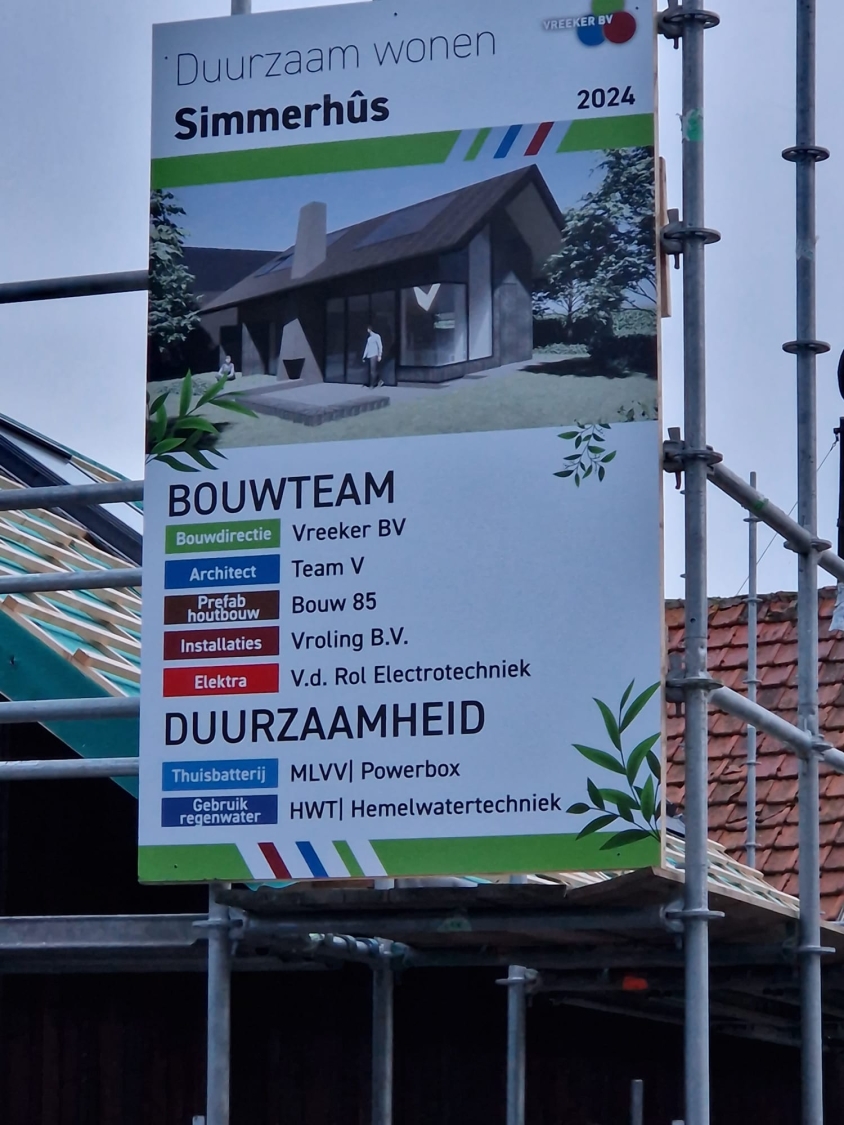 VREEKER BV
Duurzaam wonen
Simmerhûs
2024
BOUWTEAM
Bouwdirectie Vreeker BV
Architect Team V
Prefab
houtbouw Bouw 85
Installaties Vroling B.V.
Elektra V.d. Rol Electrotechniek
DUURZAAMHEID
Thuisbatterij MLVV| Powerbox
Gebruik
regenwater HWT| Hemelwatertechniek